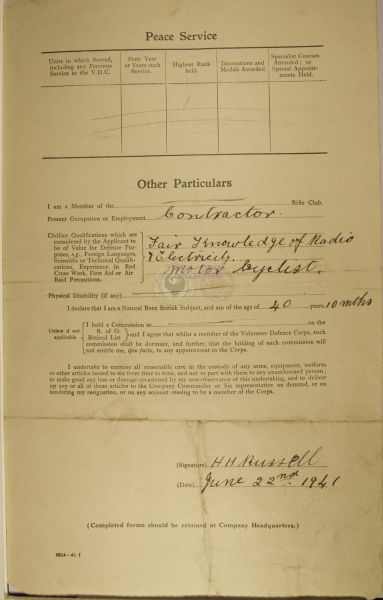 Peace Service
Units in which Served, including any Previous Service in the V.D.C.
State Year or Years such Service.
Highest Rank held.
Decorations and Medals Awarded.
Specialist Courses Attended; or Special Appointments Held.
Other Particulars
I am a Member of the Rifle Club.
Present Occupation or Employment Contractor.
Civilian Qualifications which are
considered by the Applicant to
be of Value for Defence Pur-
poses, e.g., Foreign Languages,
Scientific or Technical Qualifi-
cations, Experience in Red
Cross Work, First Aid or Air
Raid Precautions.
Fair Knowledge of Radio
& Electricity.
Motor Cyclist.
Physical Disability (if any)
I declare that I am a Natural Born British Subject, and am of the age of 40 years 10 mths
Delete if not applicable
I hold a Commission in on the
R. of O.
Retired List
and I agree that whilst a member of the Volunteer Defence Corps, such
commission shall be dormant, and further, that the holding of such commission will
not entitle me, ipso facto, to any appointment in the Corps.
I undertake to exercise all reasonable care in the custody of any arms, equipment, uniform
or other articles issued to me from time to time, and not to part with them to any unauthorised person;
to make good any loss or damage occasioned by my non-observance of this undertaking, and to deliver
up any or all of these articles to the Company Commander or his representative on demand, or on
tendering my resignation, or on any account ceasing to be a member of the Corps.
(Signature) H H Russell
(Date) June 22nd. 1941
(Completed forms should be retained at Company Headquarters.)